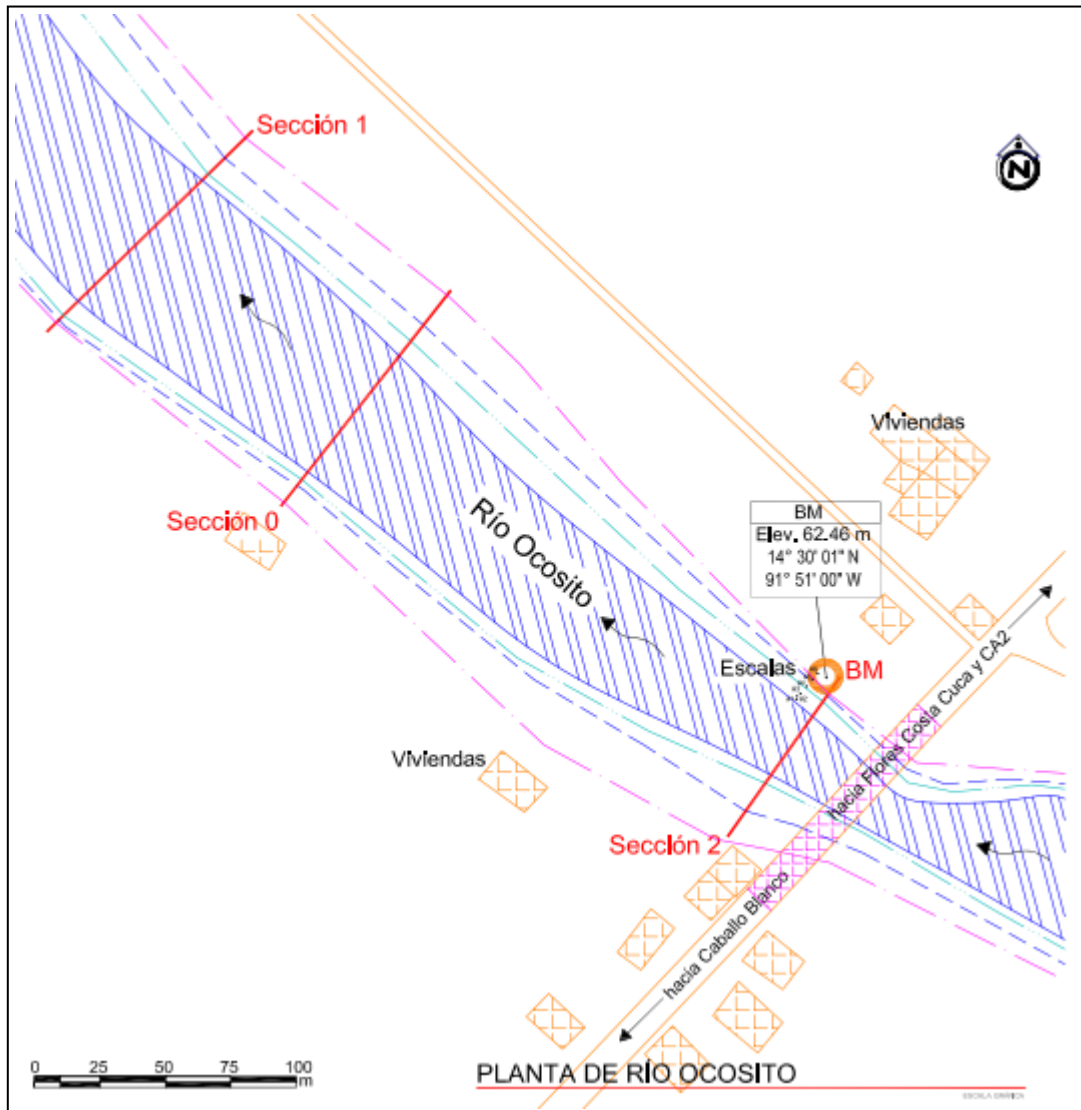 Sección 1
N
Viviendas
Sección 0
Río Ocosito
BM
Elev. 62.46 m
14° 30' 01" N
91° 51' 00" W
Escalas
BM
hacia Flores Costa Cuca y CA2
Viviendas
Sección 2
hacia Caballo Blanco
0 25 50 75 100
m
PLANTA DE RÍO OCOSITO
ESCALA GRÁFICA